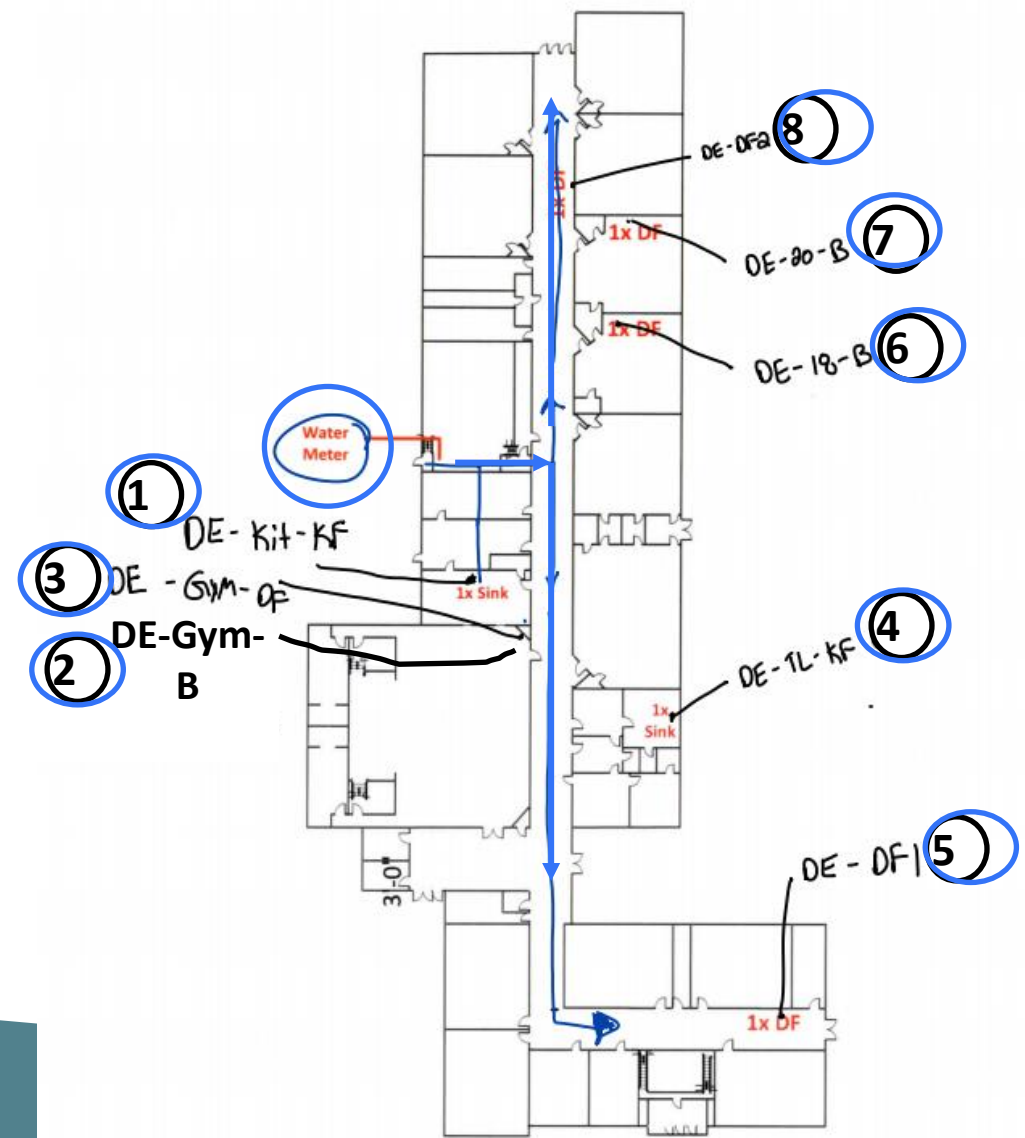 DE-DF2 8
1x DF
1x DF
DE-20-B 7
1x DF
DE-18-B 6
Water
Meter
1
DE-Kit-KF
3 DE-Gym-DF
1x Sink
DE-Gym-
B
2
4
DE-TL-KF
1x
Sink
5
DE-DF1
3'-0"
1x DF